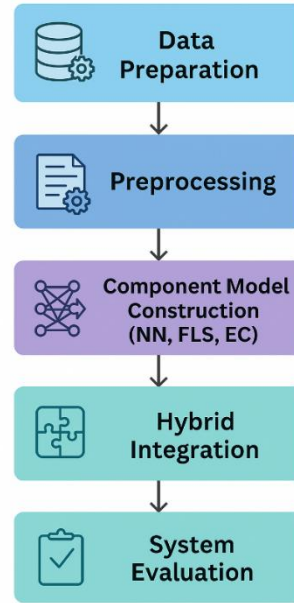 Data
Preparation
Preprocessing
Component Model
Construction
(NN, FLS, EC)
Hybrid
Integration
System
Evaluation